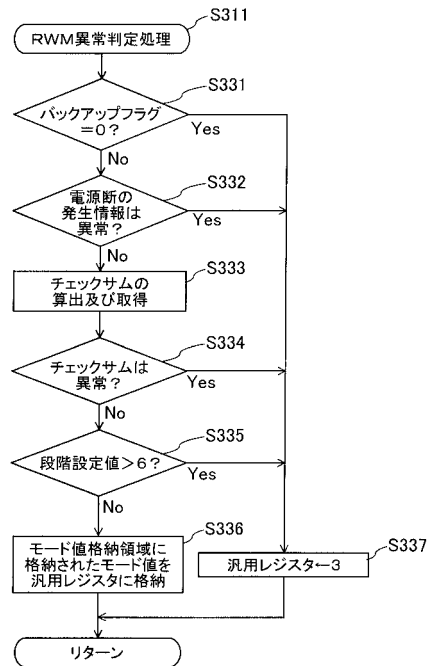 S311
RWM異常判定処理
S331
バックアップフラグ
=0?
Yes
No
S332
電源断の
発生情報は
異常?
Yes
No
S333
チェックサムの
算出及び取得
S334
チェックサムは
異常?
Yes
No
S335
段階設定値>6?
Yes
No
S336
モード値格納領域に
格納されたモード値を
汎用レジスタに格納
S337
汎用レジスタ←3
リターン